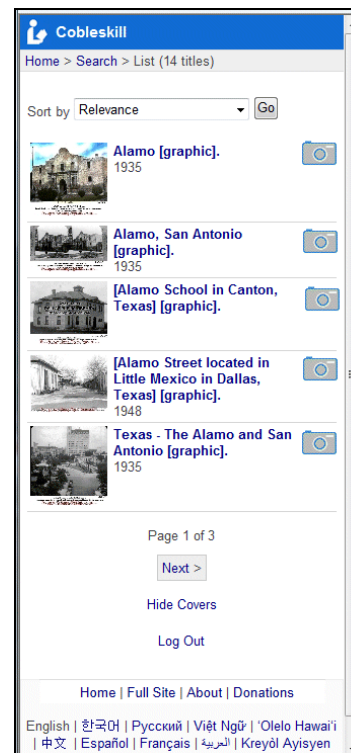 Cobleskill
Home > Search > List (14 titles)
Sort by Relevance Go
Alamo [graphic].
1935
Alamo, San Antonio
[graphic].
1935
[Alamo School in Canton,
Texas] [graphic].
[Alamo Street located in
Little Mexico in Dallas,
Texas] [graphic].
1948
Texas - The Alamo and San
Antonio [graphic].
1935
Page 1 of 3
Next >
Hide Covers
Log Out
Home | Full Site | About | Donations
English | 한국어 | Русский | Việt Ngữ | 'Olelo Hawai'i
| 中文 | Español | Français | العربية | Kreyòl Ayisyen